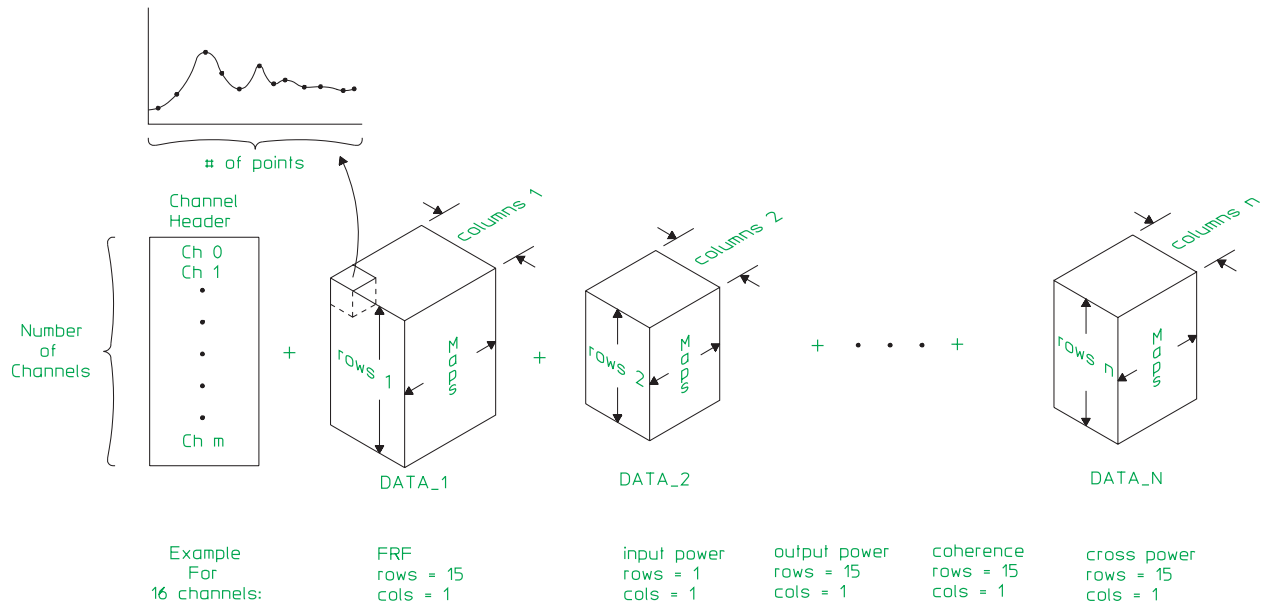 # of points
Channel
Header
Ch 0
Ch 1
Ch m
Number
of
Channels
+
columns 1
rows 1
Maps
DATA_1
+
columns 2
rows 2
Maps
DATA_2
+
+
columns n
rows n
Maps
DATA_N
Example
For
16 channels:
FRF
rows = 15
cols = 1
input power
rows = 1
cols = 1
output power
rows = 15
cols = 1
coherence
rows = 15
cols = 1
cross power
rows = 15
cols = 1